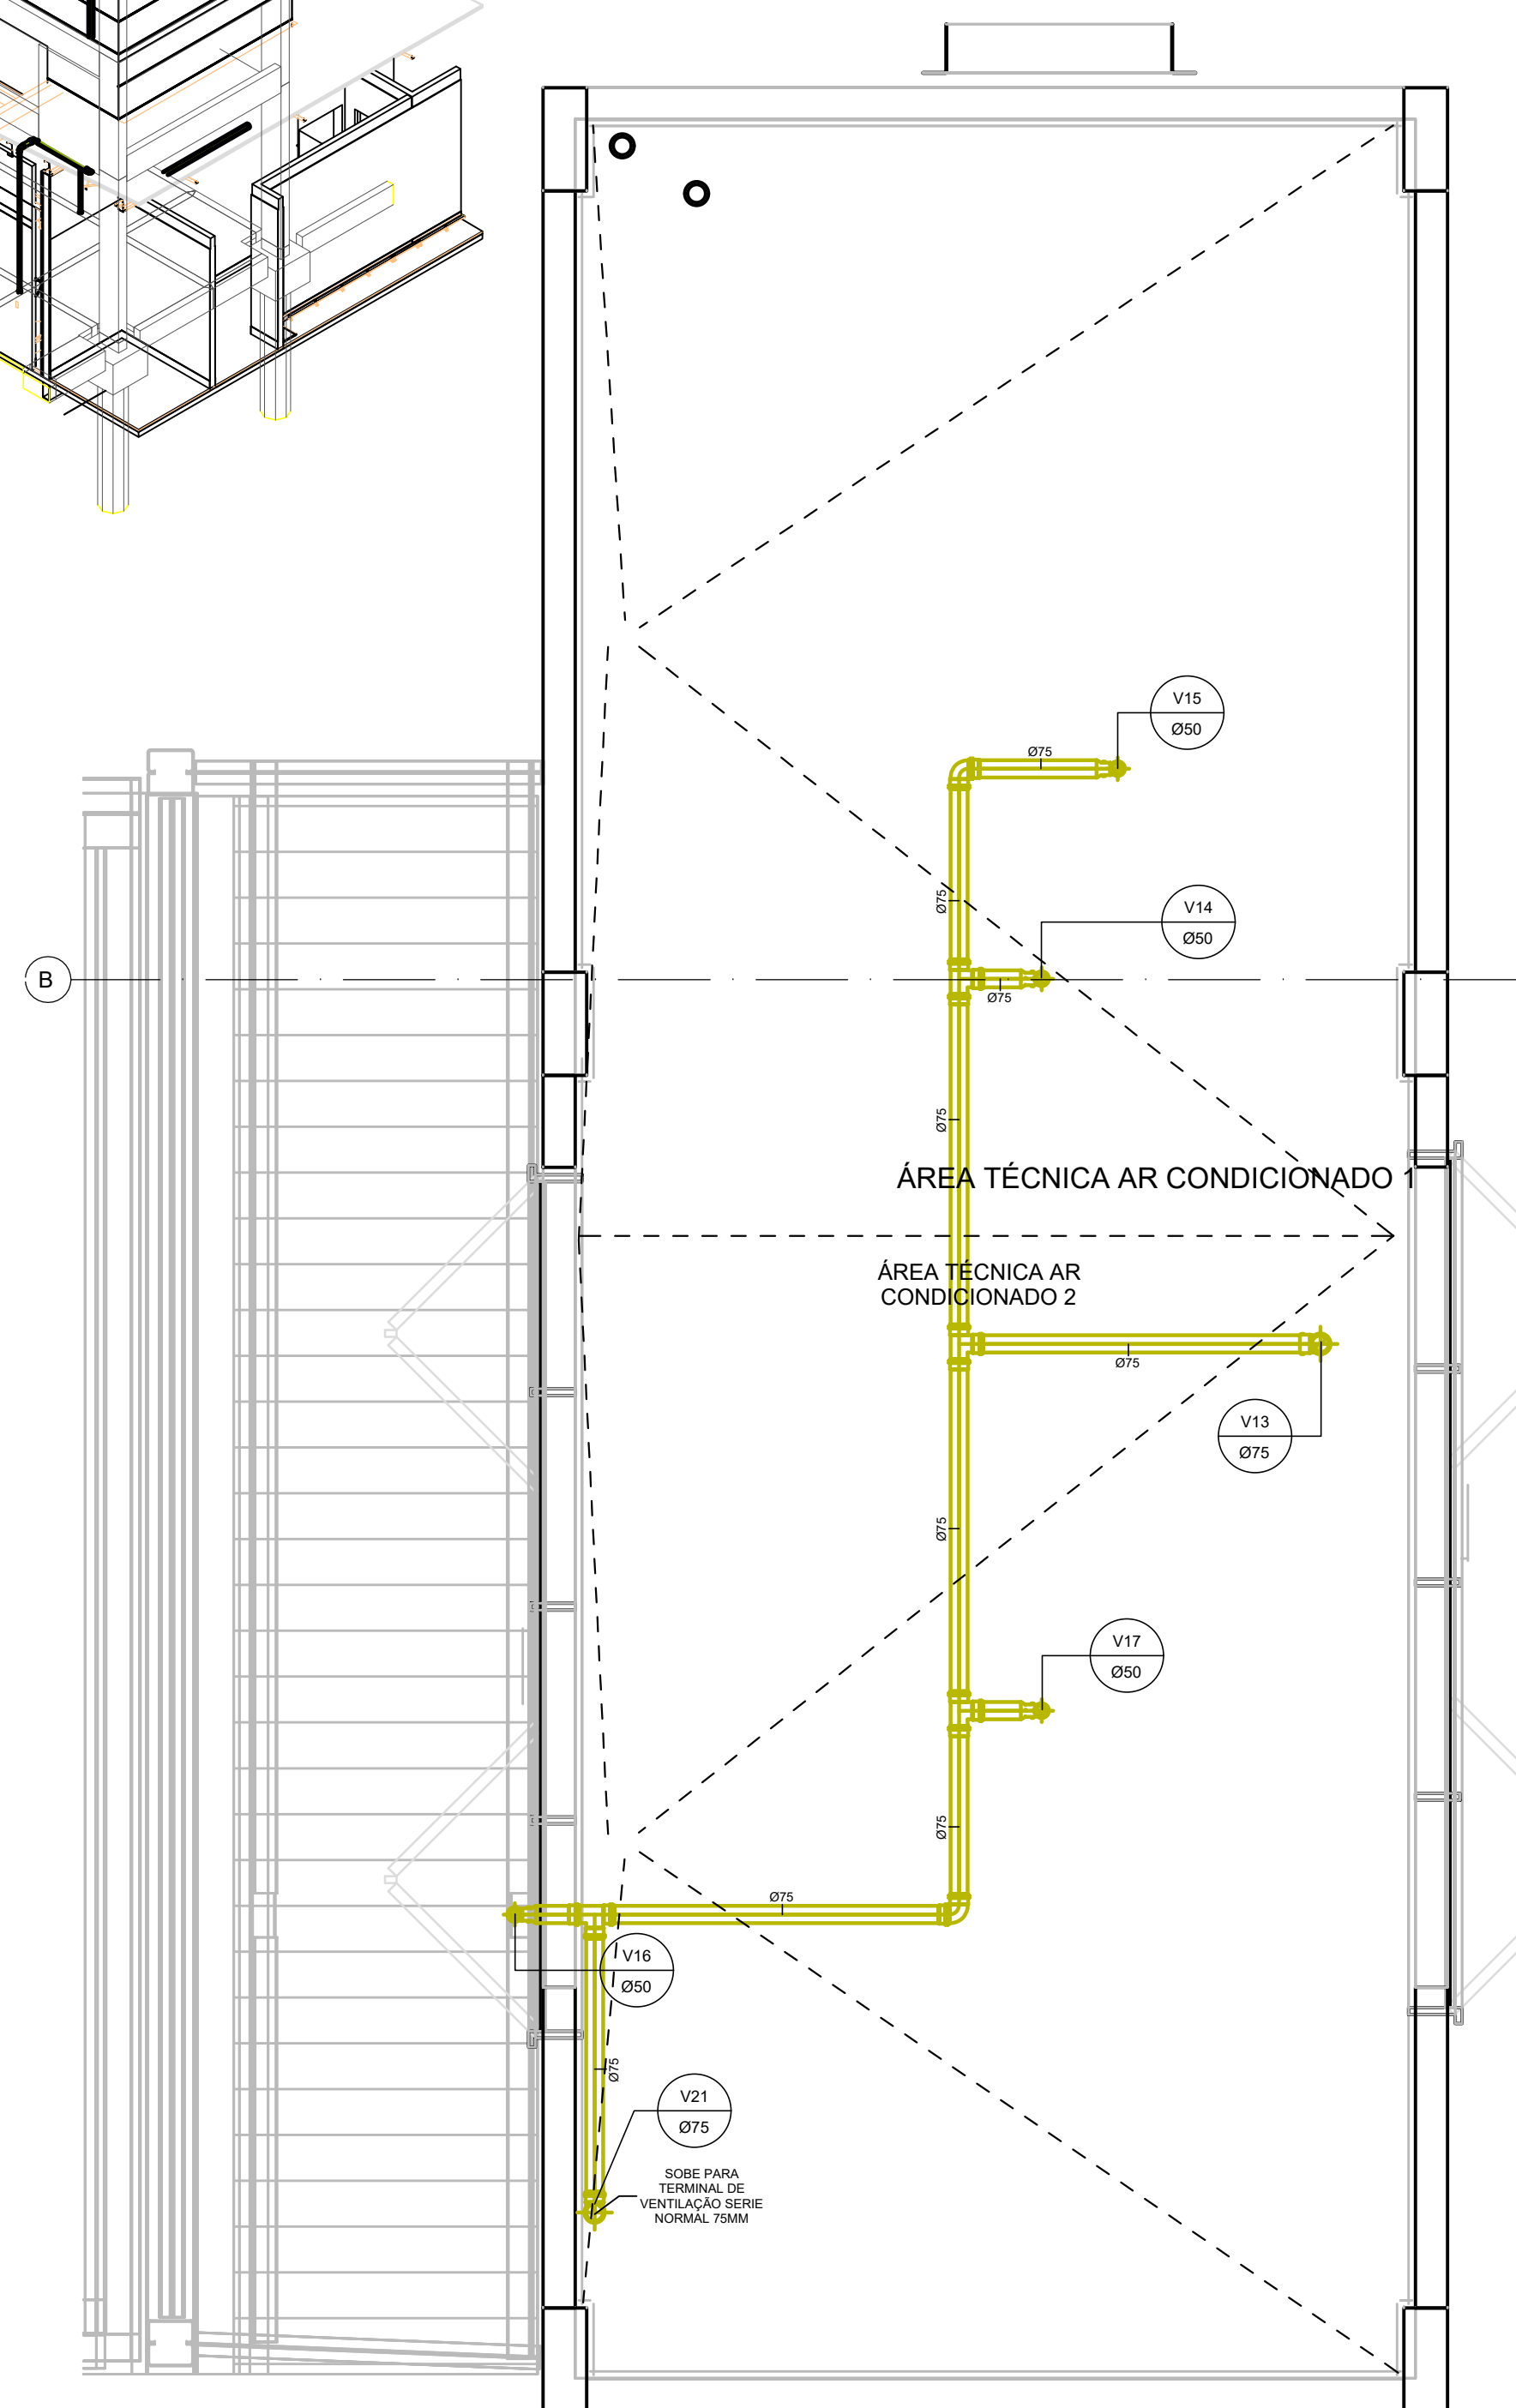 V15
Ø50
Ø75
Ø75
V14
Ø50
B
Ø75
Ø75
ÁREA TÉCNICA AR CONDICIONADO 1
ÁREA TÉCNICA AR
CONDICIONADO 2
Ø75
V13
Ø75
Ø75
V17
Ø50
Ø75
Ø75
V16
Ø50
Ø75
V21
Ø75
SOBE PARA
TERMINAL DE
VENTILAÇÃO SERIE
NORMAL 75MM